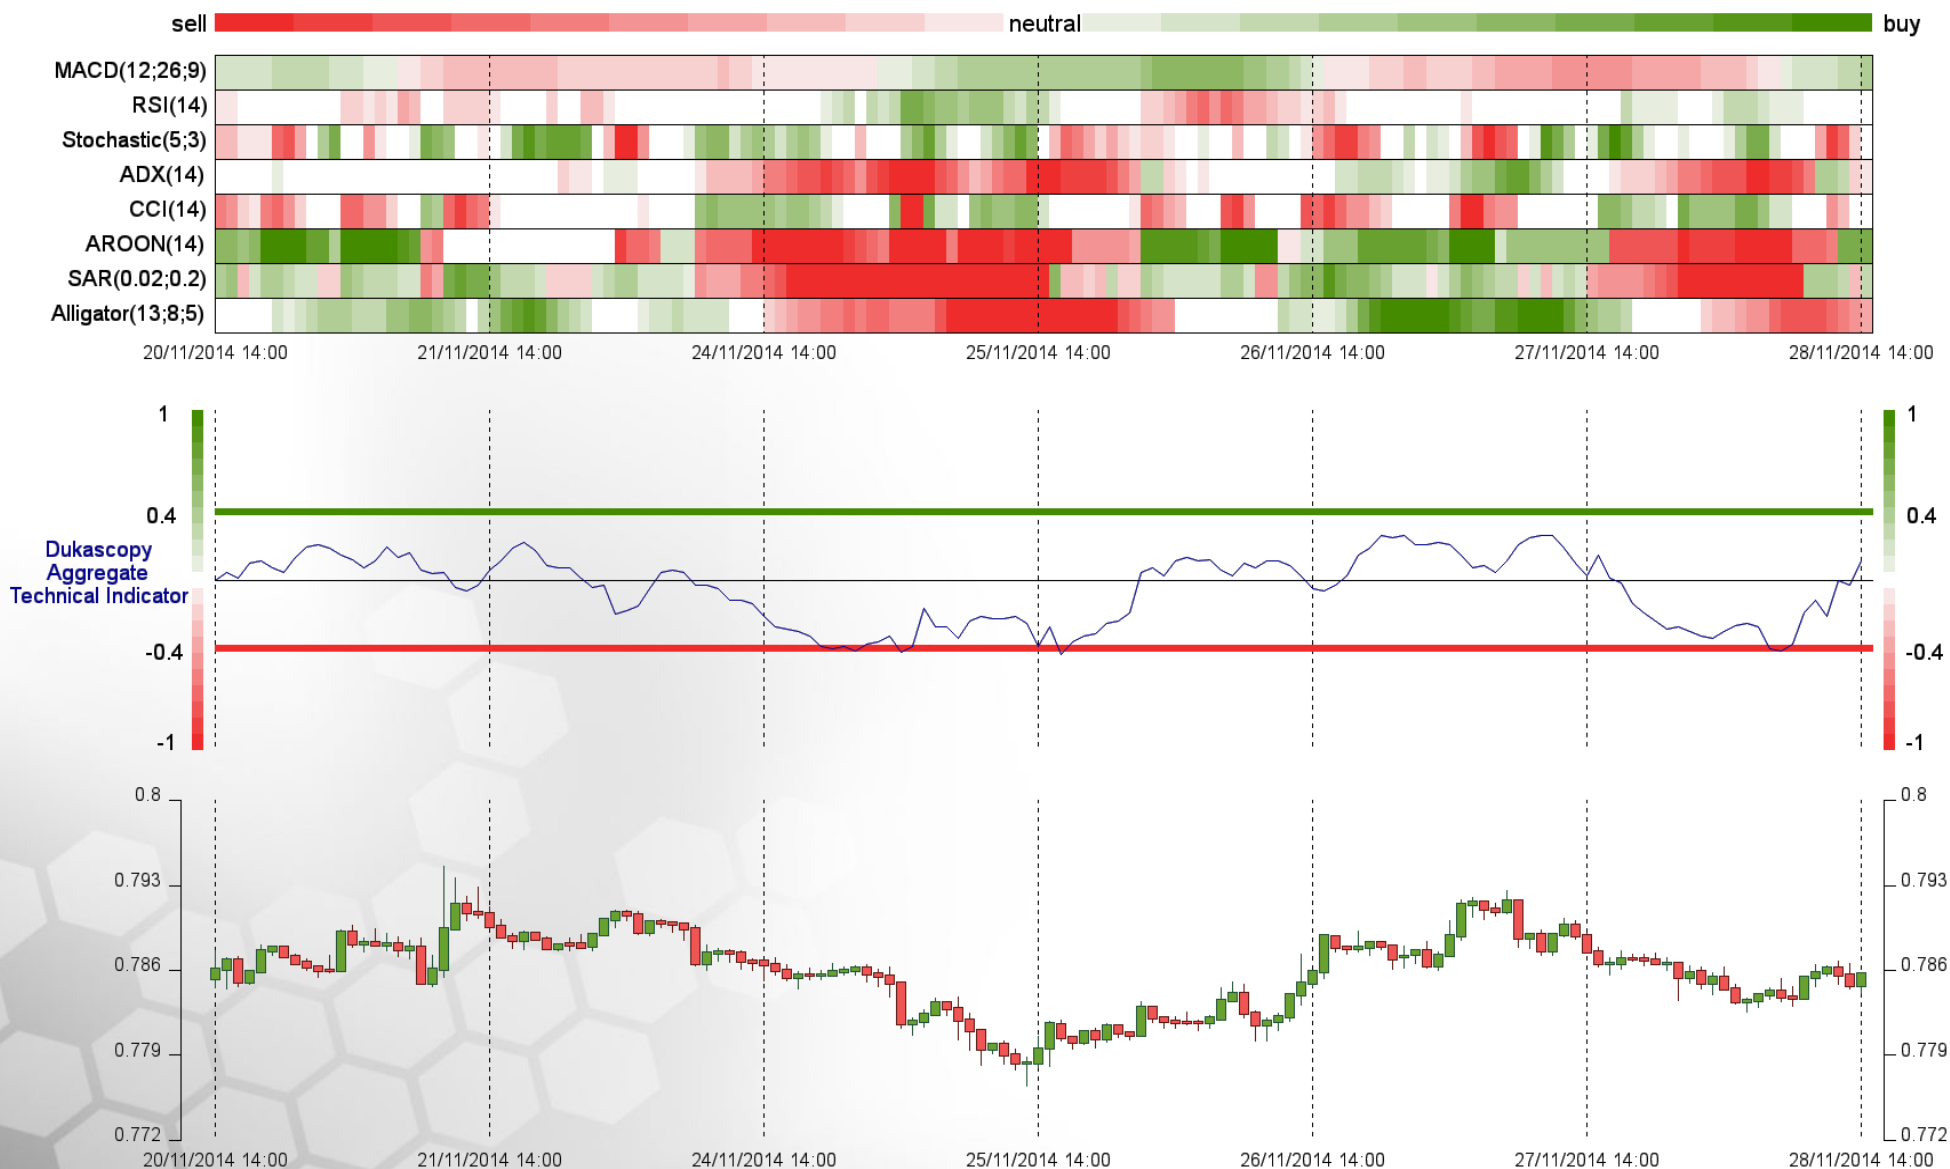 sell neutral buy
MACD(12;26;9)
RSI(14)
Stochastic(5;3)
ADX(14)
CCI(14)
AROON(14)
SAR(0.02;0.2)
Alligator(13;8;5)
20/11/2014 14:00 21/11/2014 14:00 24/11/2014 14:00 25/11/2014 14:00 26/11/2014 14:00 27/11/2014 14:00 28/11/2014 14:00
1 1
0.4 0.4
Dukascopy
Aggregate
Technical Indicator
-0.4 -0.4
-1 -1
0.8 0.8
0.793 0.793
0.786 0.786
0.779 0.779
0.772 0.772
20/11/2014 14:00 21/11/2014 14:00 24/11/2014 14:00 25/11/2014 14:00 26/11/2014 14:00 27/11/2014 14:00 28/11/2014 14:00